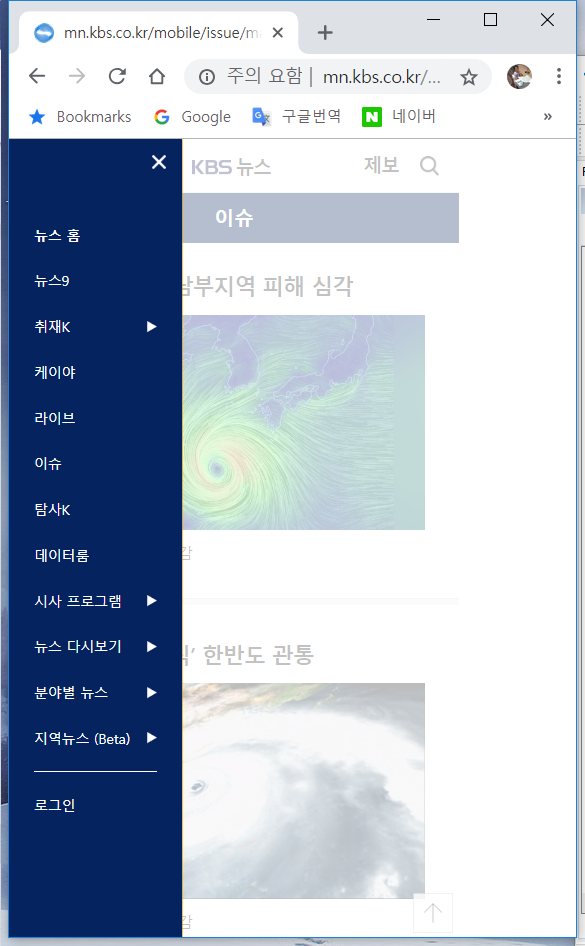 mn.kbs.co.kr/mobile/issue/m
주의 요함 | mn.kbs.co.kr/...
Bookmarks Google 구글번역 네이버 »
KBS 뉴스 제보
이슈
뉴스 홈
뉴스9
남부지역 피해 심각
취재K
케이야
라이브
이슈
탐사K
데이터룸
감
시사 프로그램
뉴스 다시보기
’ 한반도 관통
분야별 뉴스
지역뉴스 (Beta)
로그인
감